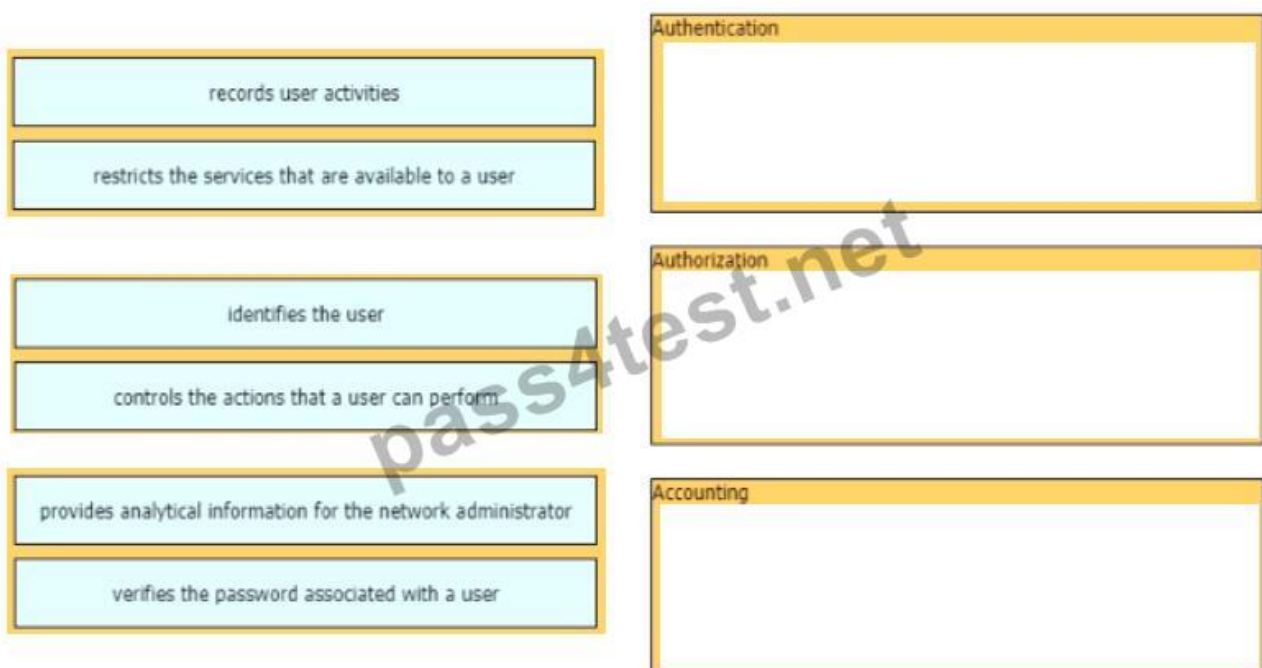 records user activities
restricts the services that are available to a user
identifies the user
controls the actions that a user can perform
provides analytical information for the network administrator
verifies the password associated with a user
Authentication
Authorization
Accounting
pass4test.net